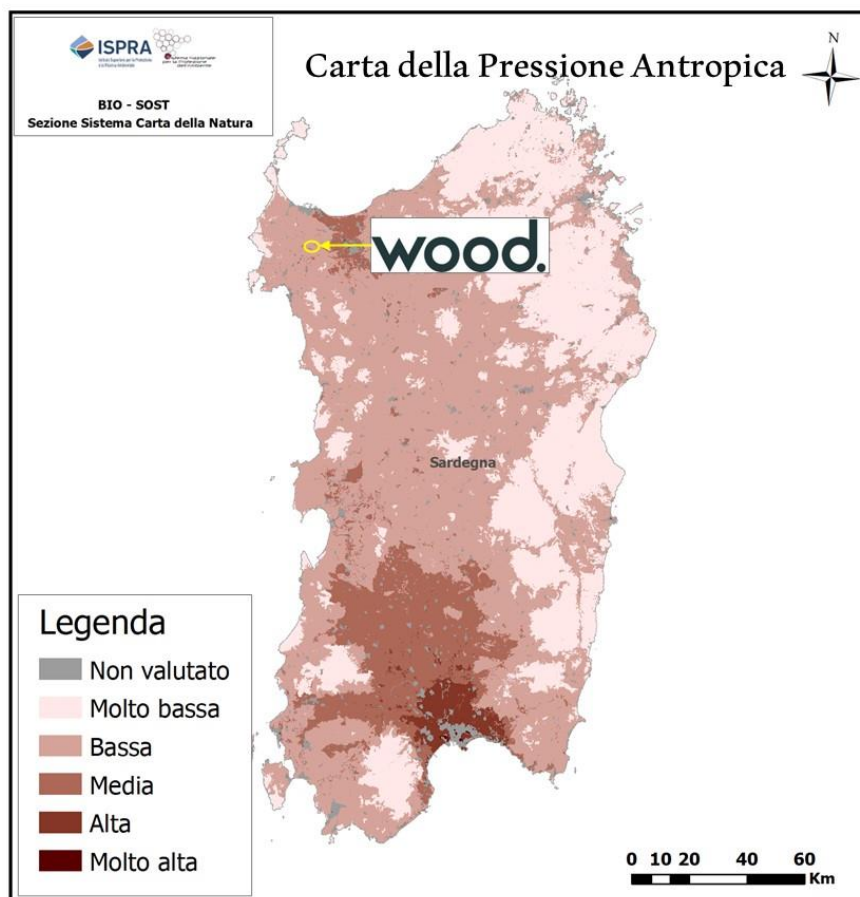 ISPRA
BIO - SOST
Sezione Sistema Carta della Natura
Carta della Pressione Antropica
N
wood.
Sardegna
Legenda
Non valutato
Molto bassa
Bassa
Media
Alta
Molto alta
0 10 20 40 60
Km